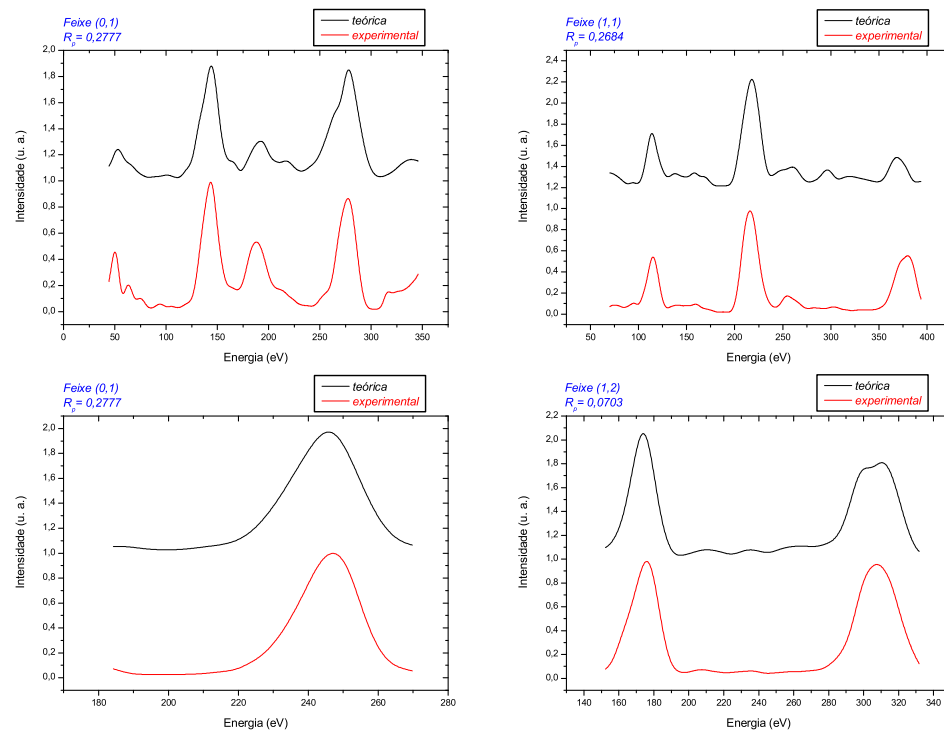 Feixe (0,1)
R_p = 0,2777
teórica
experimental
2,0
1,8
1,6
1,4
1,2
1,0
0,8
0,6
0,4
0,2
0,0
Intensidade (u. a.)
0 50 100 150 200 250 300 350
Energia (eV)
Feixe (1,1)
R_p = 0,2684
teórica
experimental
2,4
2,2
2,0
1,8
1,6
1,4
1,2
1,0
0,8
0,6
0,4
0,2
0,0
Intensidade (u. a.)
50 100 150 200 250 300 350 400
Energia (eV)
Feixe (0,1)
R_p = 0,2777
teórica
experimental
2,0
1,8
1,6
1,4
1,2
1,0
0,8
0,6
0,4
0,2
0,0
Intensidade (u. a.)
180 200 220 240 260 280
Energia (eV)
Feixe (1,2)
R_p = 0,0703
teórica
experimental
2,2
2,0
1,8
1,6
1,4
1,2
1,0
0,8
0,6
0,4
0,2
0,0
Intensidade (u. a.)
140 160 180 200 220 240 260 280 300 320 340
Energia (eV)